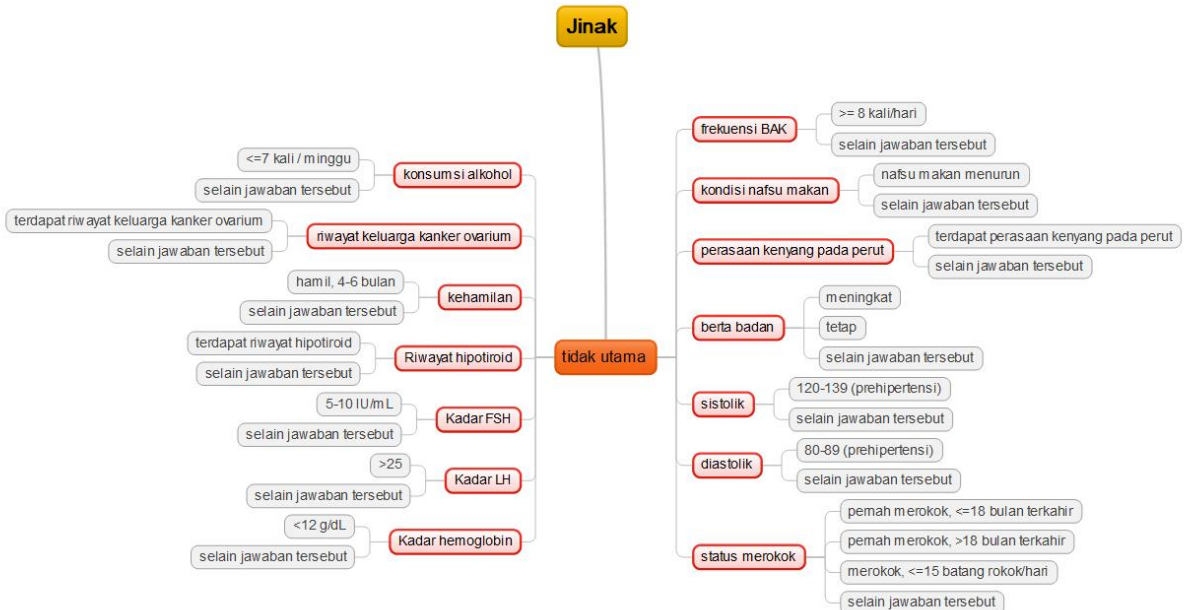 Jinak
tidak utama
konsumsi alkohol
<=7 kali / minggu
selain jawaban tersebut
riwayat keluarga kanker ovarium
terdapat riwayat keluarga kanker ovarium
selain jawaban tersebut
kehamilan
hamil, 4-6 bulan
selain jawaban tersebut
Riwayat hipotiroid
terdapat riwayat hipotiroid
selain jawaban tersebut
Kadar FSH
5-10 IU/mL
selain jawaban tersebut
Kadar LH
>25
selain jawaban tersebut
Kadar hemoglobin
<12 g/dL
selain jawaban tersebut
frekuensi BAK
>= 8 kali/hari
selain jawaban tersebut
kondisi nafsu makan
nafsu makan menurun
selain jawaban tersebut
perasaan kenyang pada perut
terdapat perasaan kenyang pada perut
selain jawaban tersebut
berta badan
meningkat
tetap
selain jawaban tersebut
sistolik
120-139 (prehipertensi)
selain jawaban tersebut
diastolik
80-89 (prehipertensi)
selain jawaban tersebut
status merokok
pernah merokok, <=18 bulan terkahir
pernah merokok, >18 bulan terkahir
merokok, <=15 batang rokok/hari
selain jawaban tersebut